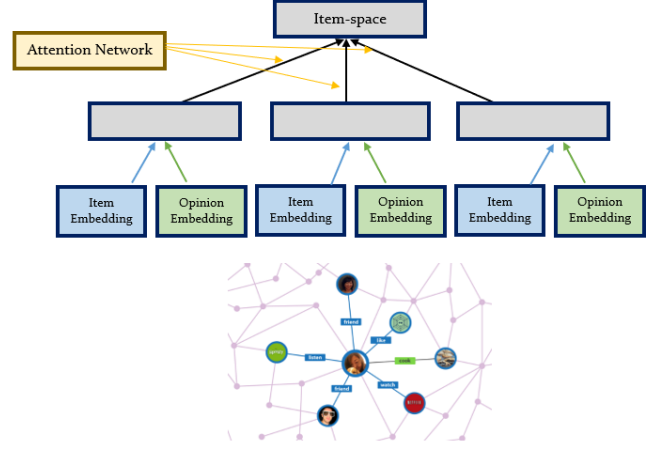 Item-space
Attention Network
Item
Embedding
Opinion
Embedding
Item
Embedding
Opinion
Embedding
Item
Embedding
Opinion
Embedding
friend
like
listen
cook
watch
friend